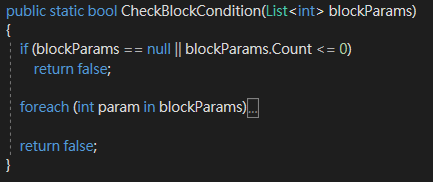 public static bool CheckBlockCondition(List<int> blockParams)
{
if (blockParams == null || blockParams.Count <= 0)
return false;
foreach (int param in blockParams)...
return false;
}